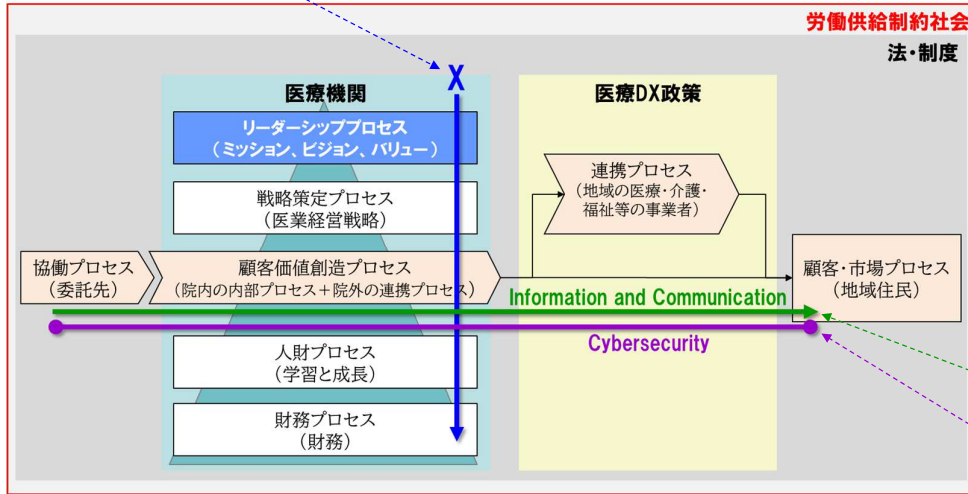 労働供給制約社会
法・制度
X
医療機関
医療DX政策
リーダーシッププロセス
(ミッション、ビジョン、バリュー)
連携プロセス
(地域の医療・介護・
福祉等の事業者)
戦略策定プロセス
(医業経営戦略)
協働プロセス
(委託先)
顧客価値創造プロセス
(院内の内部プロセス+院外の連携プロセス)
顧客・市場プロセス
(地域住民)
Information and Communication
Cybersecurity
人財プロセス
(学習と成長)
財務プロセス
(財務)